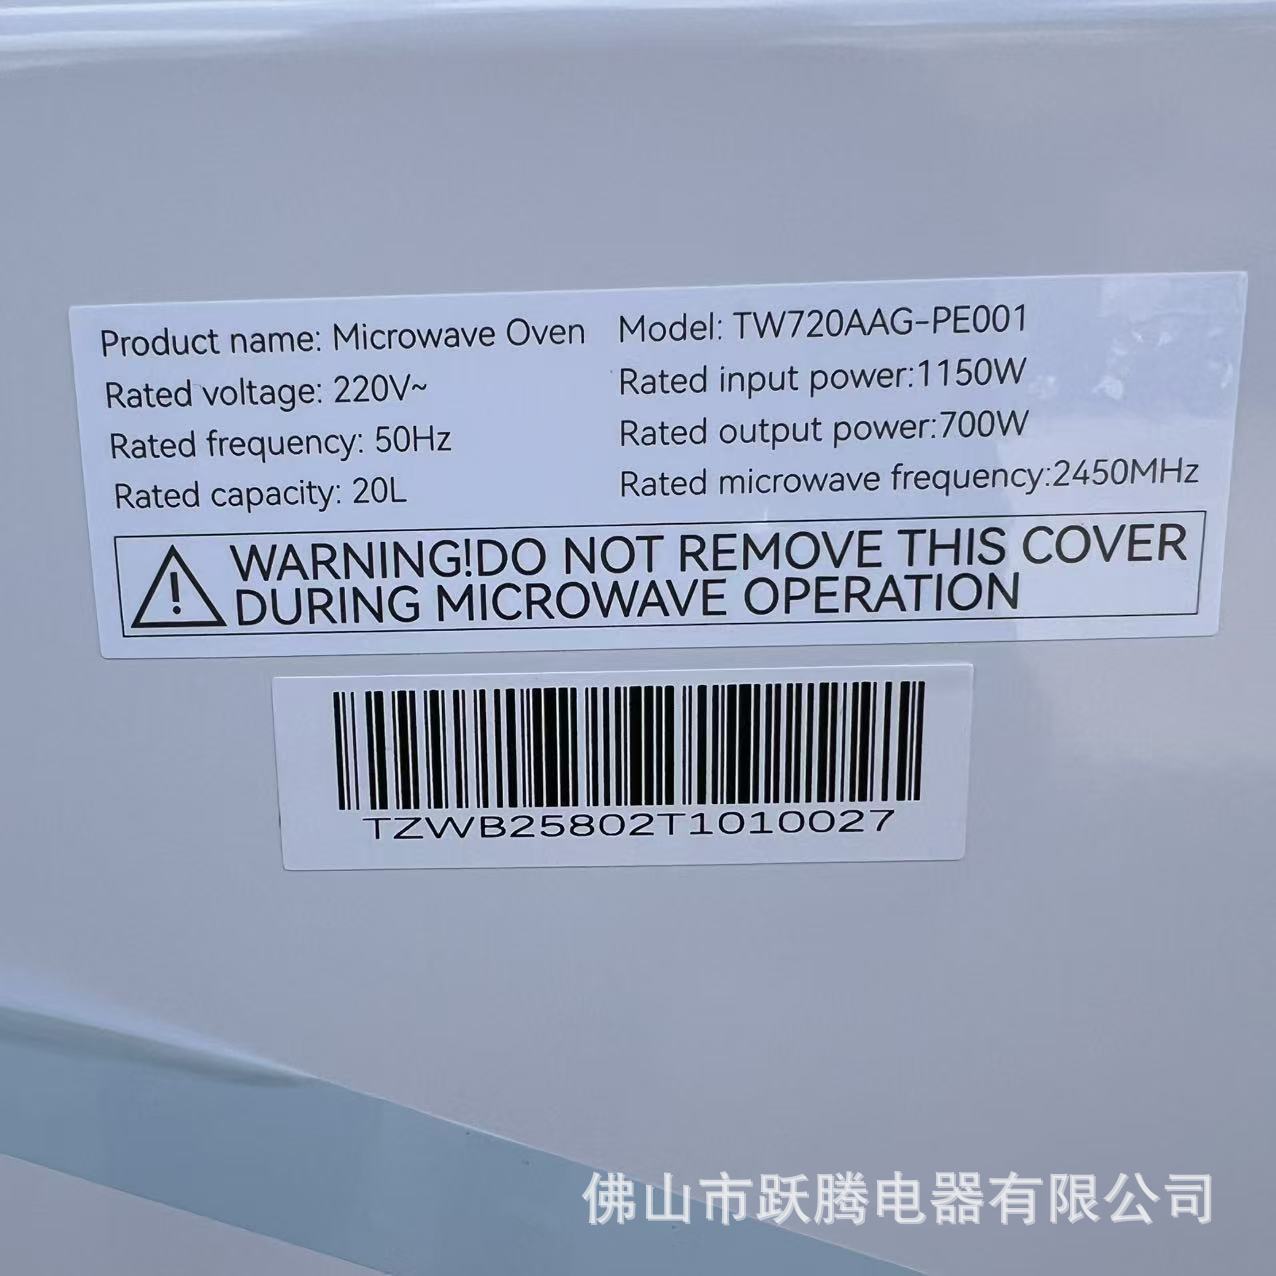 Product name: Microwave Oven
Model: TW720AAG-PE001
Rated voltage: 220V~
Rated input power:1150W
Rated frequency: 50Hz
Rated output power:700W
Rated capacity: 20L
Rated microwave frequency:2450MHz
WARNING!DO NOT REMOVE THIS COVER
DURING MICROWAVE OPERATION
TZWB25802T1010027
佛山市跃腾电器有限公司